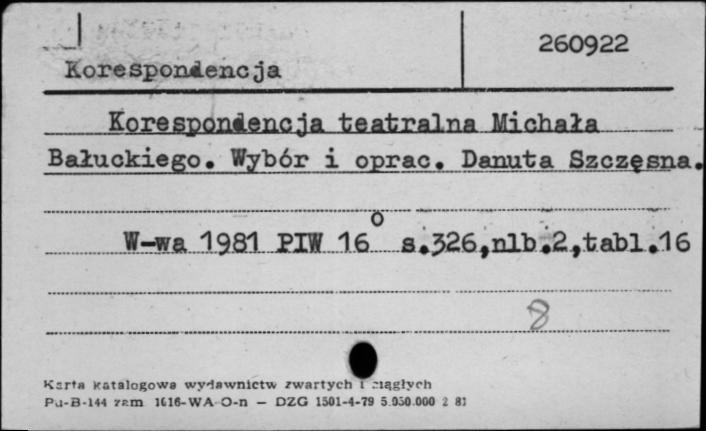 260922
Korespondencja
Korespondencja teatralna Michała
Bałuckiego. Wybór i oprac. Danuta Szczęsna.
W-wa 1981 PIW 16° s.326,nlb.2,tabl.16
8
Karta katalogowa wydawnictw zwartych i ciągłych
Pu-B-144 zam. 1616-WA-O-n — DZG 1501-4-79 5.050.000 2 81